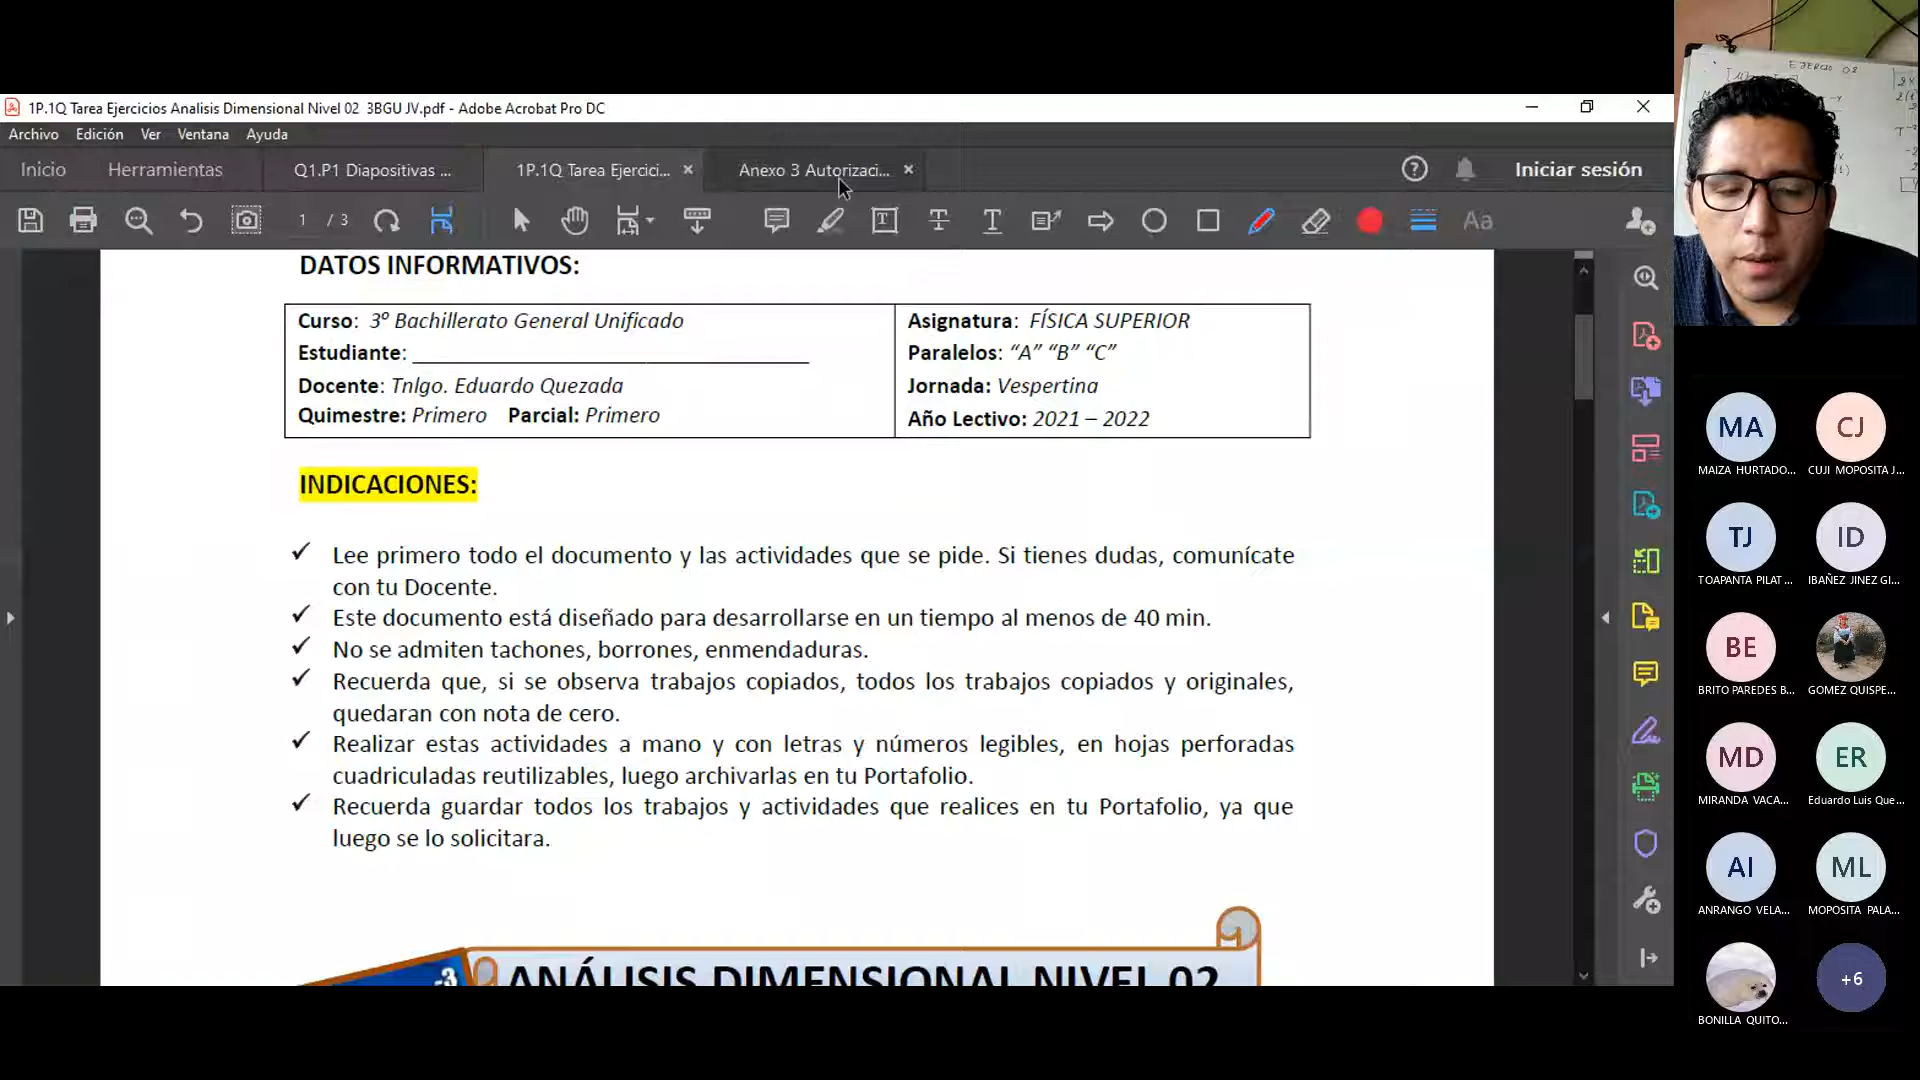 1P.1Q Tarea Ejercicios Analisis Dimensional Nivel 02 3BGU JV.pdf - Adobe Acrobat Pro DC
Archivo Edición Ver Ventana Ayuda
Inicio Herramientas Q1.P1 Diapositivas ... 1P.1Q Tarea Ejercici... Anexo 3 Autorizaci... Iniciar sesión
1 / 3
DATOS INFORMATIVOS:
Curso: 3º Bachillerato General Unificado
Estudiante: ______________________________
Docente: Tnlgo. Eduardo Quezada
Quimestre: Primero Parcial: Primero
Asignatura: FÍSICA SUPERIOR
Paralelos: “A” “B” “C”
Jornada: Vespertina
Año Lectivo: 2021 – 2022
INDICACIONES:
✓ Lee primero todo el documento y las actividades que se pide. Si tienes dudas, comunícate
con tu Docente.
✓ Este documento está diseñado para desarrollarse en un tiempo al menos de 40 min.
✓ No se admiten tachones, borrones, enmendaduras.
✓ Recuerda que, si se observa trabajos copiados, todos los trabajos copiados y originales,
quedaran con nota de cero.
✓ Realizar estas actividades a mano y con letras y números legibles, en hojas perforadas
cuadriculadas reutilizables, luego archivarlas en tu Portafolio.
✓ Recuerda guardar todos los trabajos y actividades que realices en tu Portafolio, ya que
luego se lo solicitara.
-3
ANÁLISIS DIMENSIONAL NIVEL 02
EJERCIO 02
MA CJ
MAIZA HURTADO... CUJI MOPOSITA J...
TJ ID
TOAPANTA PILAT... IBAÑEZ JINEZ GI...
BE
BRITO PAREDES B... GOMEZ QUISPE...
MD ER
MIRANDA VACA... Eduardo Luis Que...
AI ML
ANRANGO VELA... MOPOSITA PALA...
+6
BONILLA QUITO...